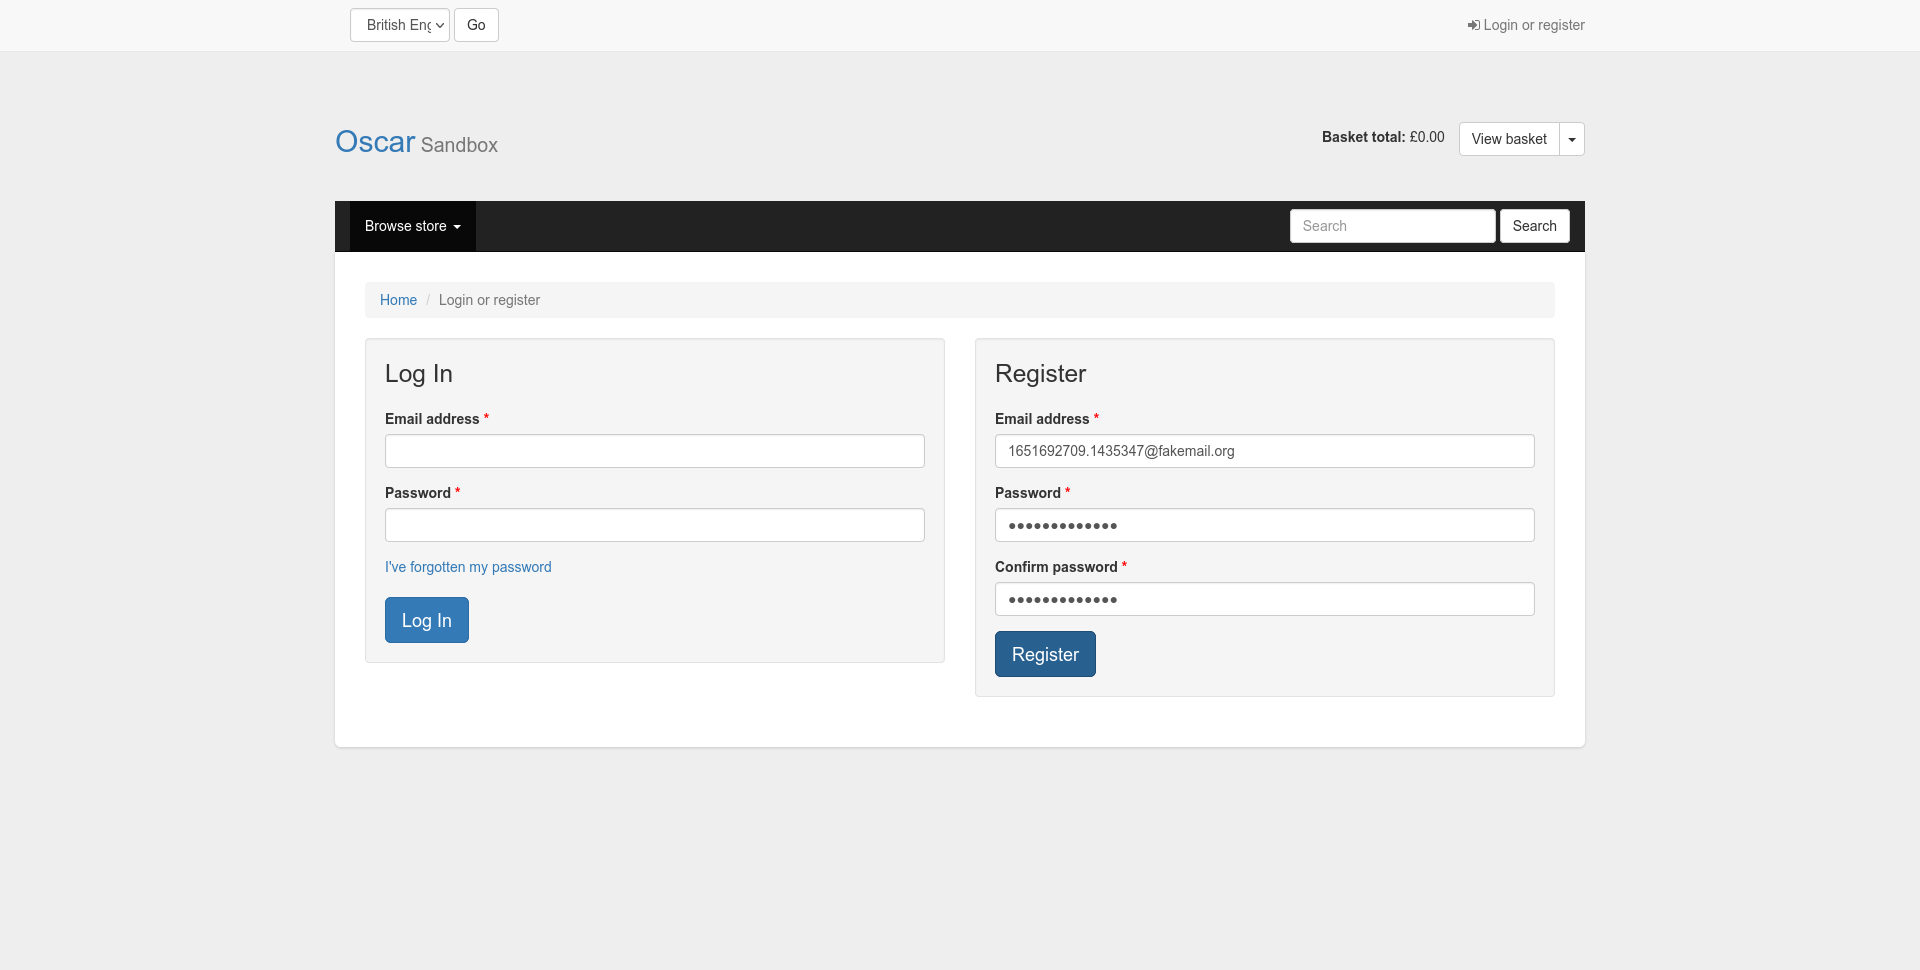 British Eng
Go
Login or register
Oscar Sandbox
Basket total: £0.00
View basket
Browse store
Search
Search
Home / Login or register
Log In
Email address *
Password *
I've forgotten my password
Log In
Register
Email address *
1651692709.1435347@fakemail.org
Password *
●●●●●●●●●●●●●
Confirm password *
●●●●●●●●●●●●●
Register